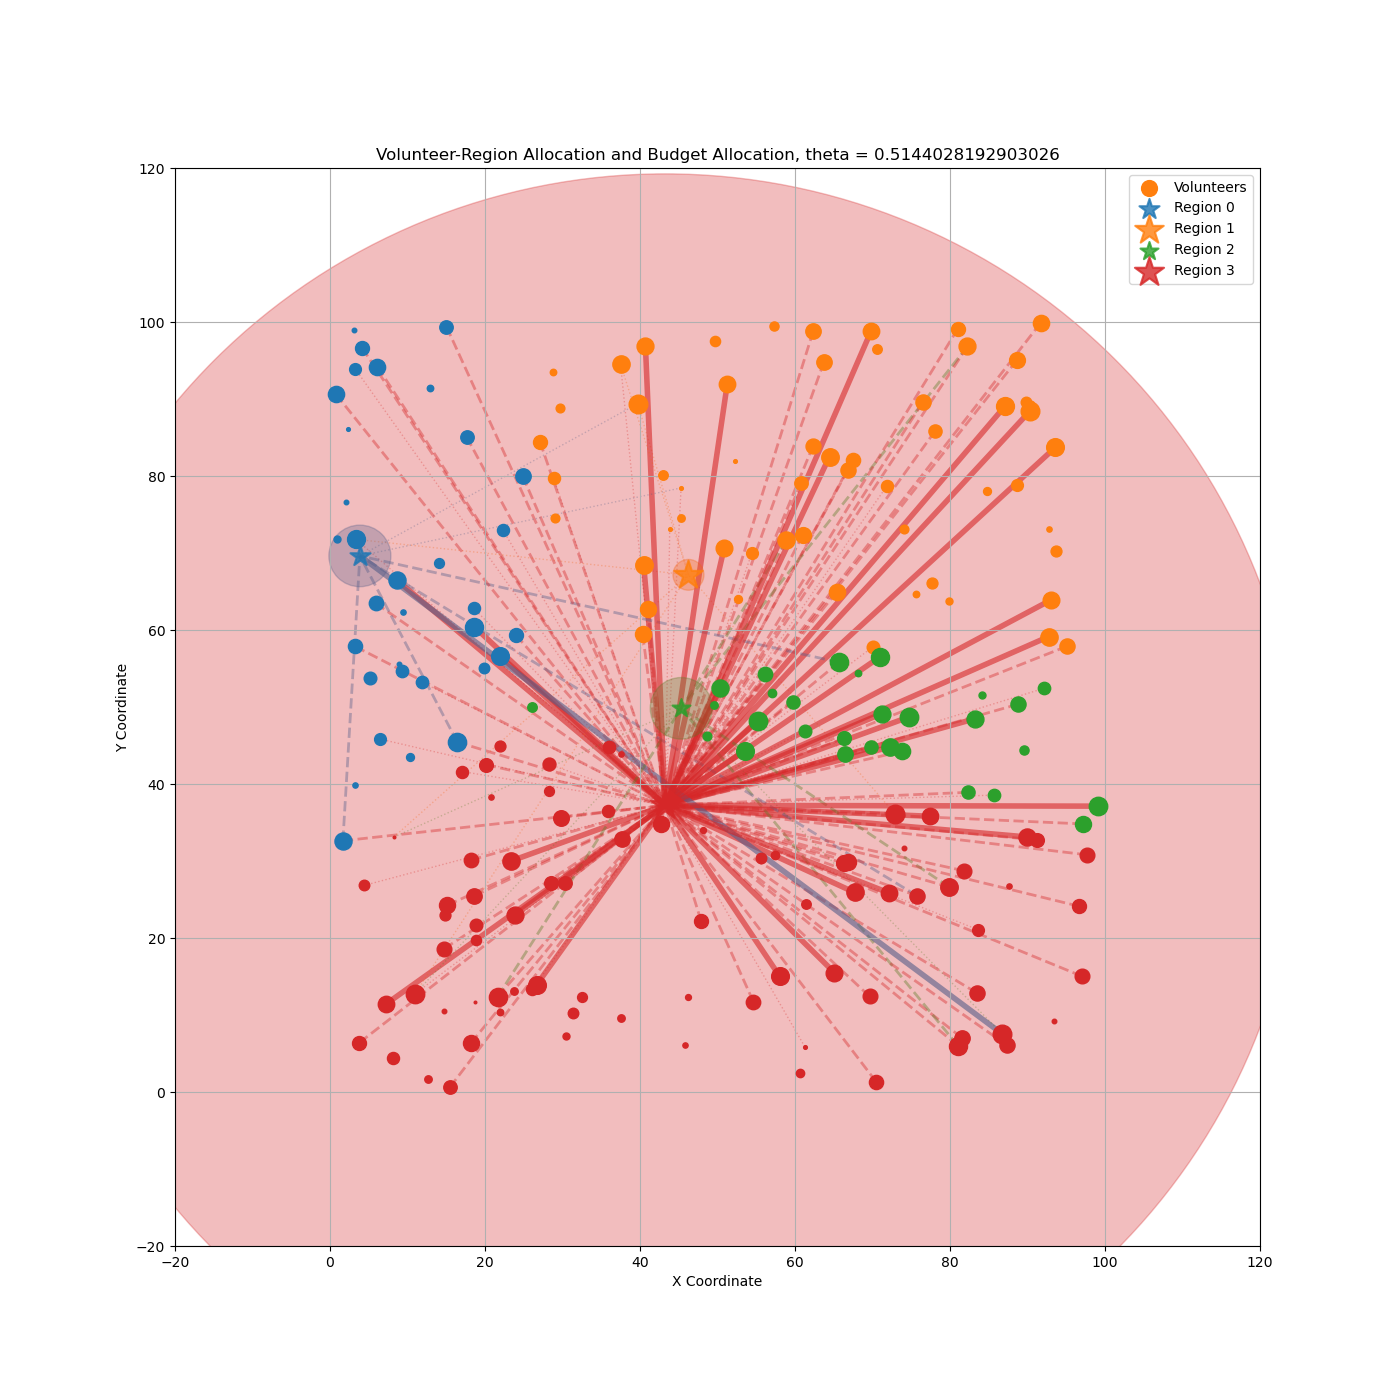 Volunteer-Region Allocation and Budget Allocation, theta = 0.5144028192903026
Volunteers
Region 0
Region 1
Region 2
Region 3
Y Coordinate
120
100
80
60
40
20
0
−20
−20 0 20 40 60 80 100 120
X Coordinate